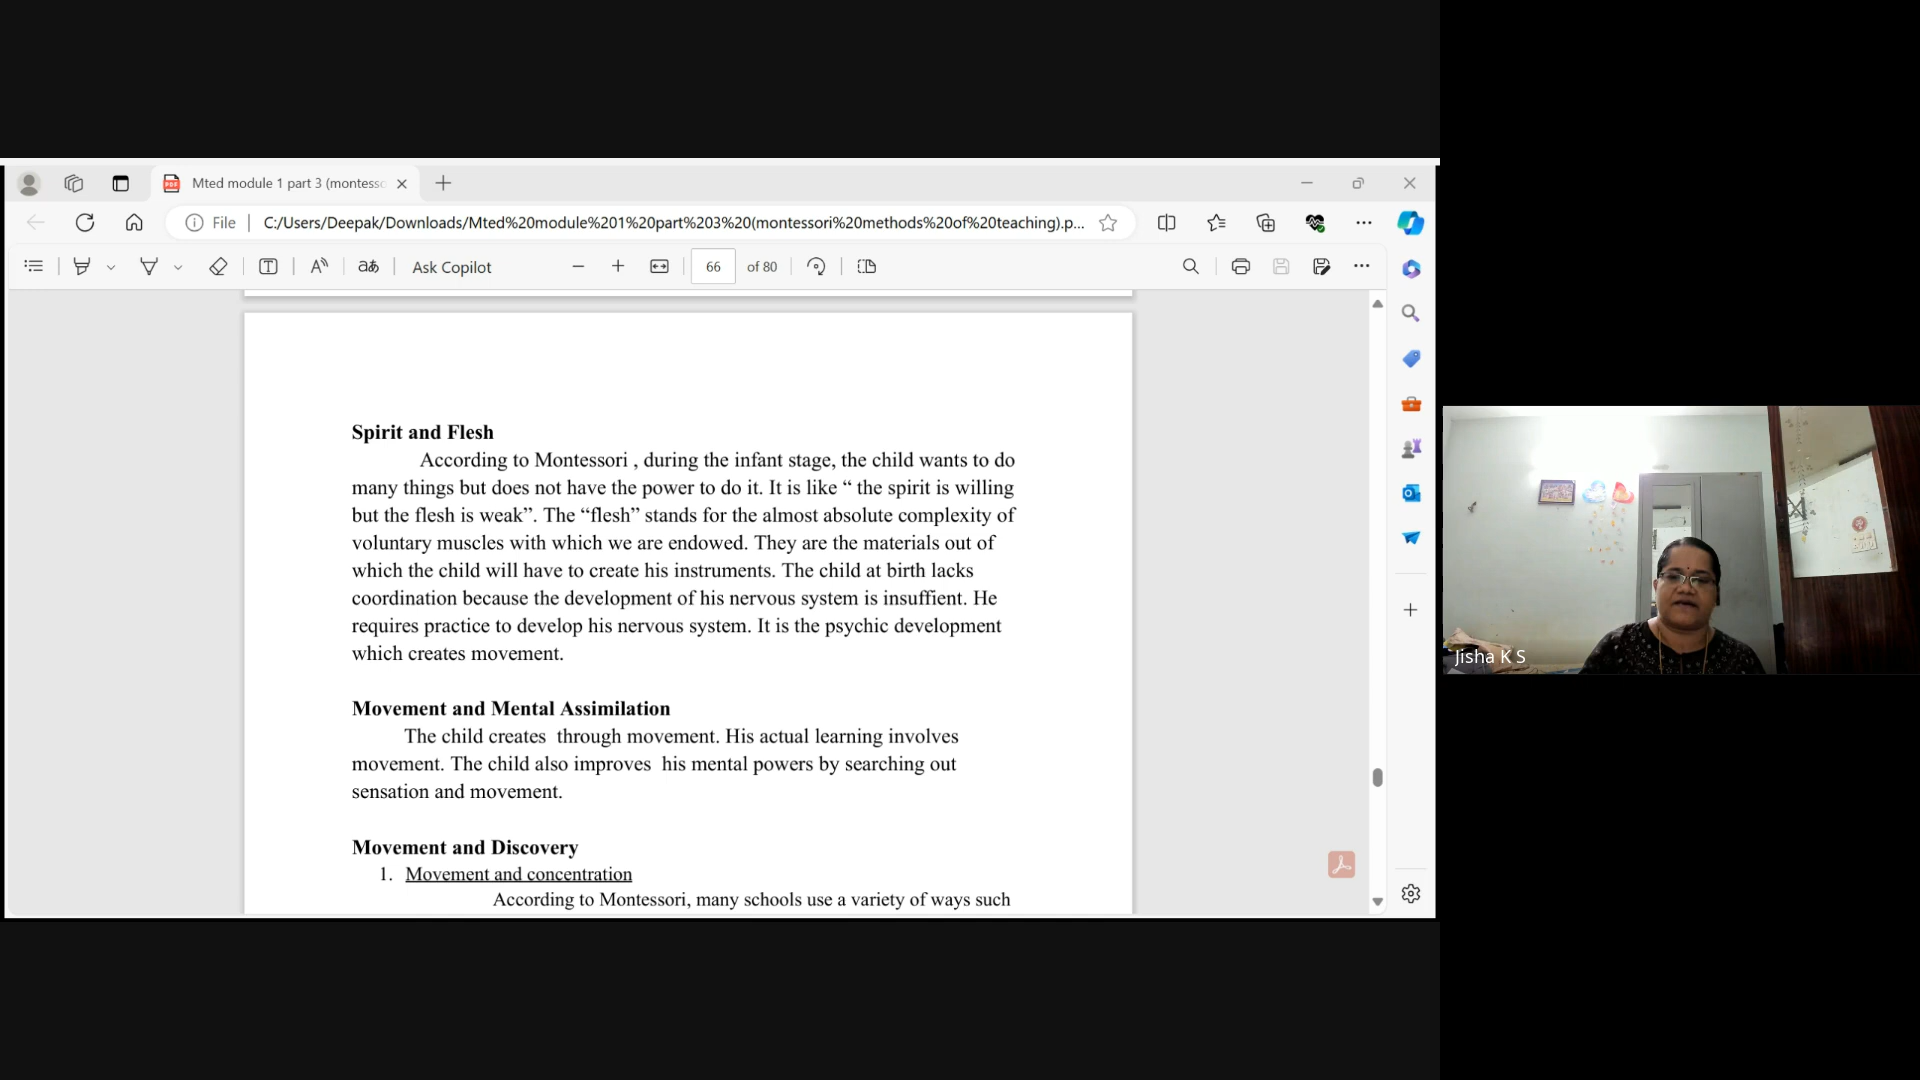 Mted module 1 part 3 (montesso
File
C:/Users/Deepak/Downloads/Mted%20module%201%20part%203%20(montessori%20methods%20of%20teaching).p...
Ask Copilot
66 of 80
Spirit and Flesh
According to Montessori , during the infant stage, the child wants to do
many things but does not have the power to do it. It is like “ the spirit is willing
but the flesh is weak”. The “flesh” stands for the almost absolute complexity of
voluntary muscles with which we are endowed. They are the materials out of
which the child will have to create his instruments. The child at birth lacks
coordination because the development of his nervous system is insuffient. He
requires practice to develop his nervous system. It is the psychic development
which creates movement.
Movement and Mental Assimilation
The child creates through movement. His actual learning involves
movement. The child also improves his mental powers by searching out
sensation and movement.
Movement and Discovery
1. Movement and concentration
According to Montessori, many schools use a variety of ways such
Jisha K S